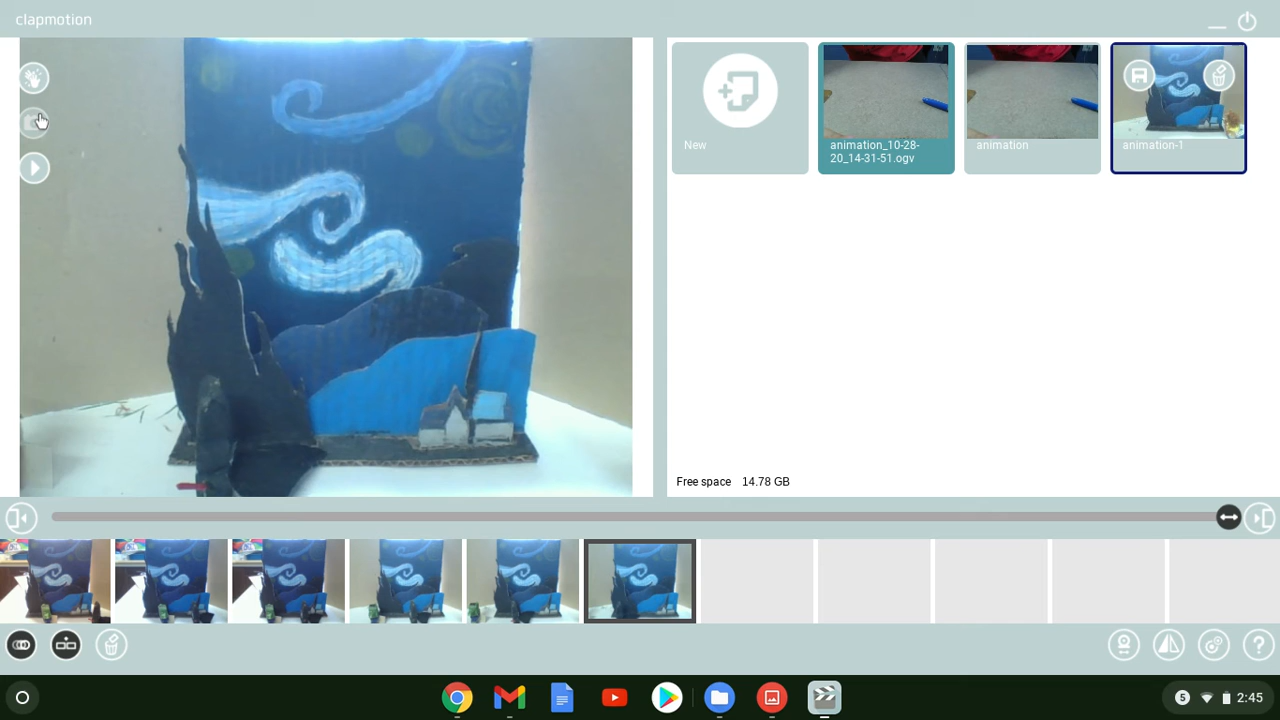 clapmotion
New
animation_10-28-
20_14-31-51.ogv
animation
animation-1
Free space 14.78 GB
?
5
2:45